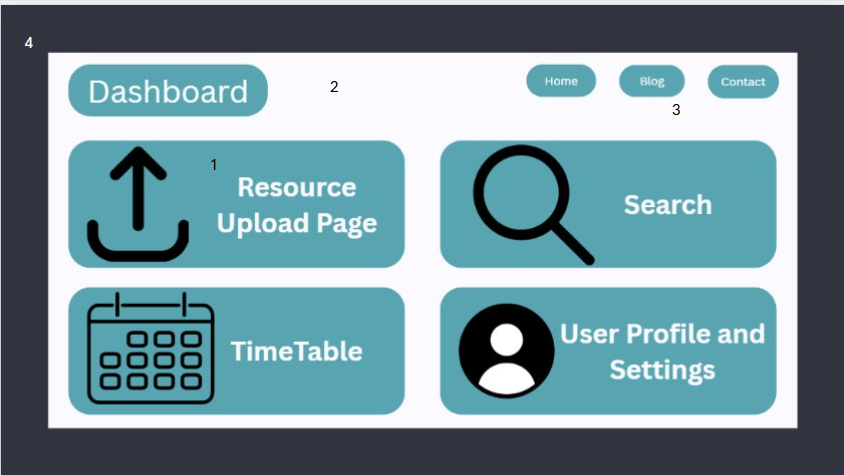 4
Dashboard
2
Home
Blog
Contact
3
1
Resource
Upload Page
Search
TimeTable
User Profile and
Settings